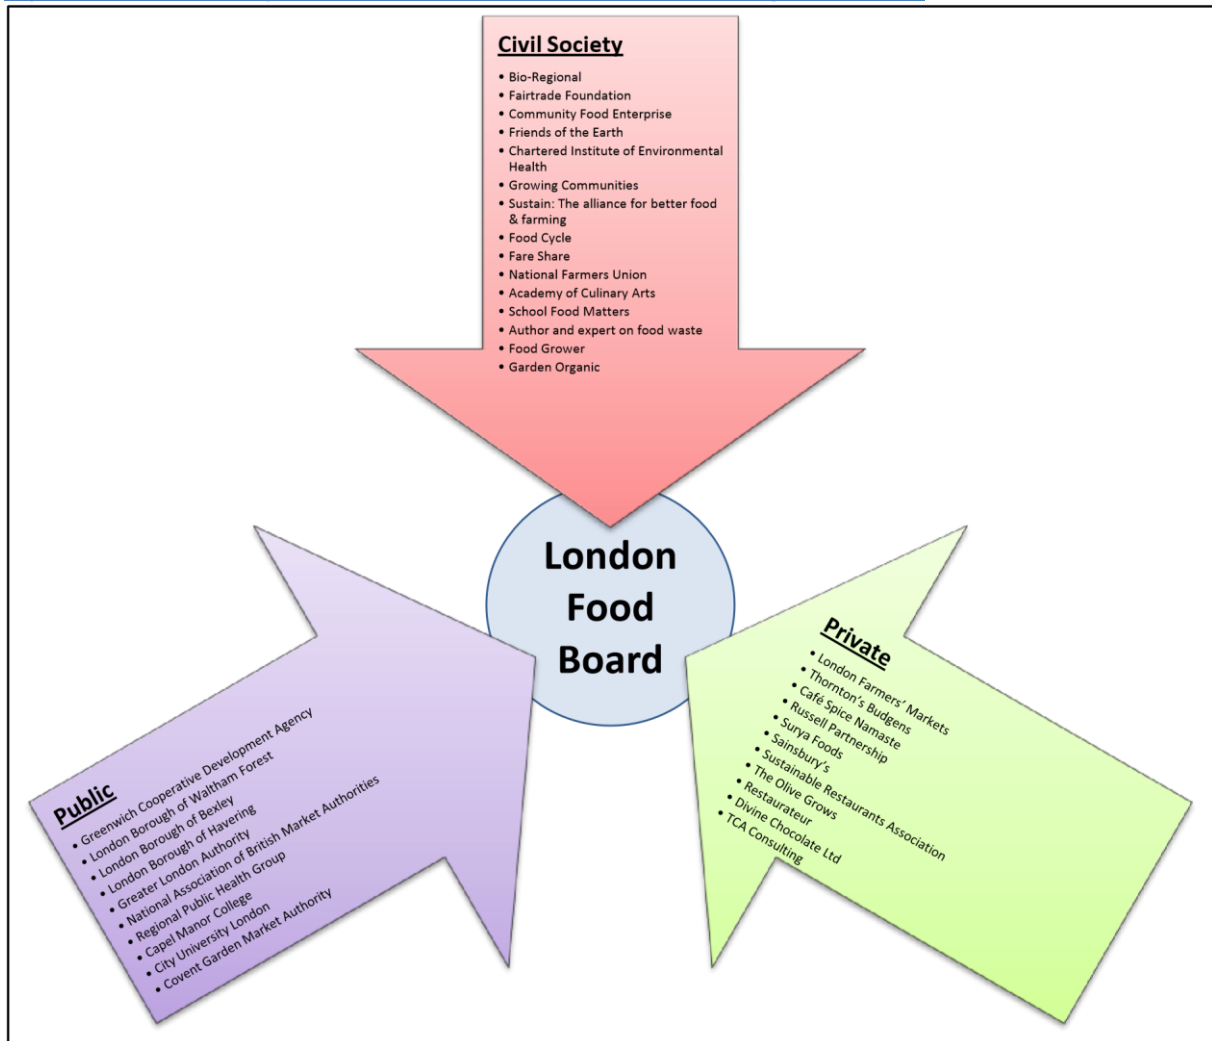 Civil Society
• Bio-Regional
• Fairtrade Foundation
• Community Food Enterprise
• Friends of the Earth
• Chartered Institute of Environmental
Health
• Growing Communities
• Sustain: The alliance for better food
& farming
• Food Cycle
• Fare Share
• National Farmers Union
• Academy of Culinary Arts
• School Food Matters
• Author and expert on food waste
• Food Grower
• Garden Organic
London
Food
Board
Public
• Greenwich Cooperative Development Agency
• London Borough of Waltham Forest
• London Borough of Bexley
• London Borough of Havering
• Greater London Authority
• National Association of British Market Authorities
• Regional Public Health Group
• Capel Manor College
• City University London
• Covent Garden Market Authority
Private
• London Farmers' Markets
• Thornton's Budgens
• Café Spice Namaste
• Russell Partnership
• Surya Foods
• Sainsbury's
• Sustainable Restaurants Association
• The Olive Grows
• Restaurateur
• Divine Chocolate Ltd
• TCA Consulting